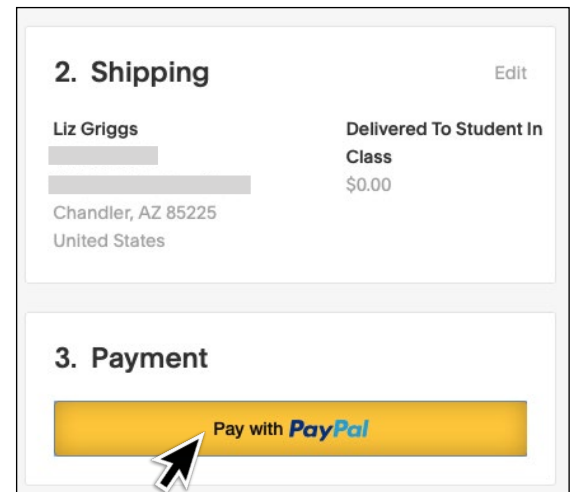 2. Shipping
Edit
Liz Griggs
Delivered To Student In
Class
$0.00
Chandler, AZ 85225
United States
3. Payment
Pay with PayPal